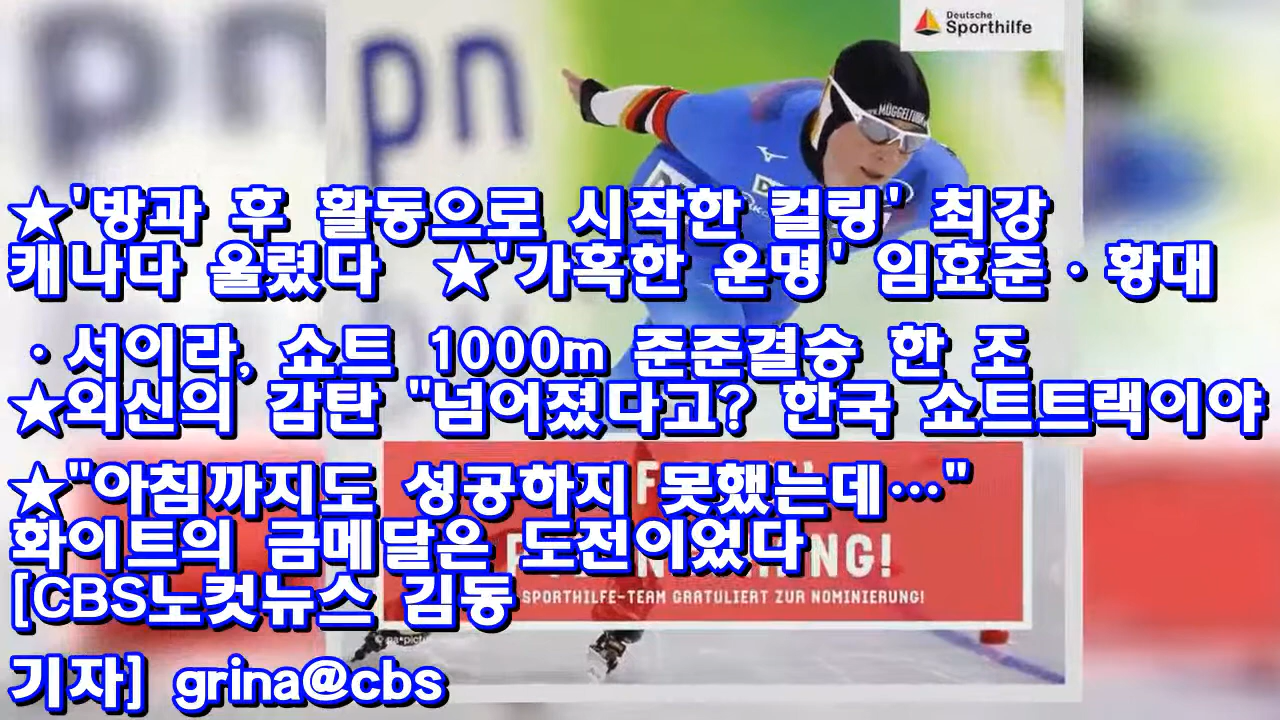 Deutsche
Sporthilfe
pn
pn
MÜGGELTURM
★'방과 후 활동으로 시작한 컬링' 최강
캐나다 울렸다 ★'가혹한 운명' 임효준·황대
·서이라, 쇼트 1000m 준준결승 한 조
★외신의 감탄 "넘어졌다고? 한국 쇼트트랙이야
★"아침까지도 성공하지 못했는데…"
화이트의 금메달은 도전이었다
[CBS노컷뉴스 김동
기자] grina@cbs
SPORTHILFE-TEAM GRATULIERT ZUR NOMINIERUNG!